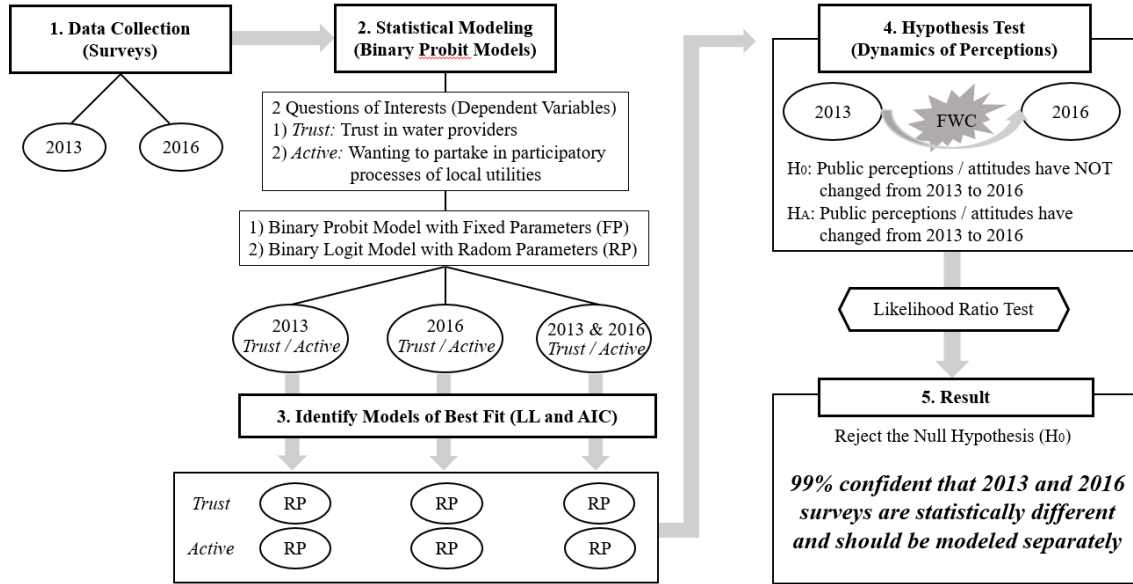 1. Data Collection
(Surveys)
2013
2016
2. Statistical Modeling
(Binary Probit Models)
2 Questions of Interests (Dependent Variables)
1) Trust: Trust in water providers
2) Active: Wanting to partake in participatory
processes of local utilities
1) Binary Probit Model with Fixed Parameters (FP)
2) Binary Logit Model with Radom Parameters (RP)
2013
Trust / Active
2016
Trust / Active
2013 & 2016
Trust / Active
3. Identify Models of Best Fit (LL and AIC)
Trust RP RP RP
Active RP RP RP
4. Hypothesis Test
(Dynamics of Perceptions)
2013 FWC 2016
H0: Public perceptions / attitudes have NOT
changed from 2013 to 2016
HA: Public perceptions / attitudes have
changed from 2013 to 2016
Likelihood Ratio Test
5. Result
Reject the Null Hypothesis (H0)
99% confident that 2013 and 2016
surveys are statistically different
and should be modeled separately